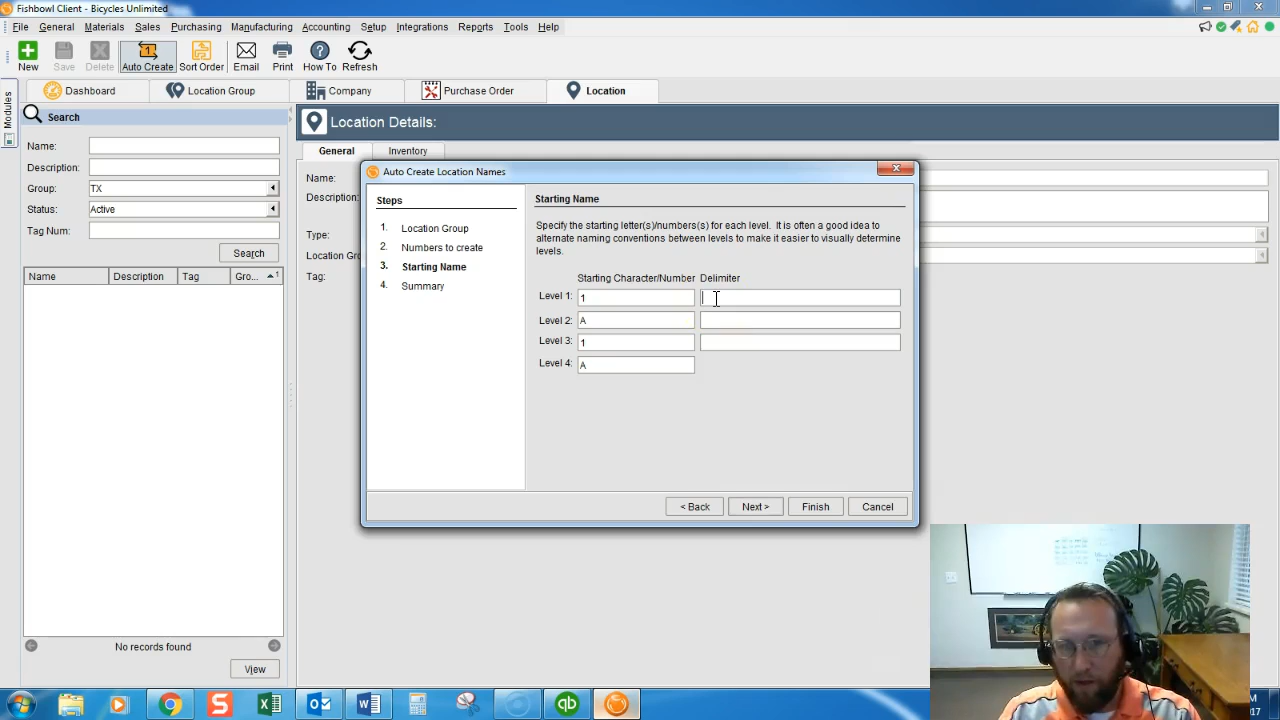 Fishbowl Client - Bicycles Unlimited
File General Materials Sales Purchasing Manufacturing Accounting Setup Integrations Reports Tools Help
New Save Delete Auto Create Sort Order Email Print How To Refresh
Modules
Dashboard Location Group Company Purchase Order Location
Search
Name:
Description:
Group: TX
Status: Active
Tag Num:
Search
Name Description Tag Gro... 1
No records found
View
Location Details:
General Inventory
Name:
Description:
Type:
Location Gro
Tag:
Auto Create Location Names
Steps
1. Location Group
2. Numbers to create
3. Starting Name
4. Summary
Starting Name
Specify the starting letter(s)/numbers(s) for each level. It is often a good idea to
alternate naming conventions between levels to make it easier to visually determine
levels.
Starting Character/Number Delimiter
Level 1: 1
Level 2: A
Level 3: 1
Level 4: A
< Back Next > Finish Cancel